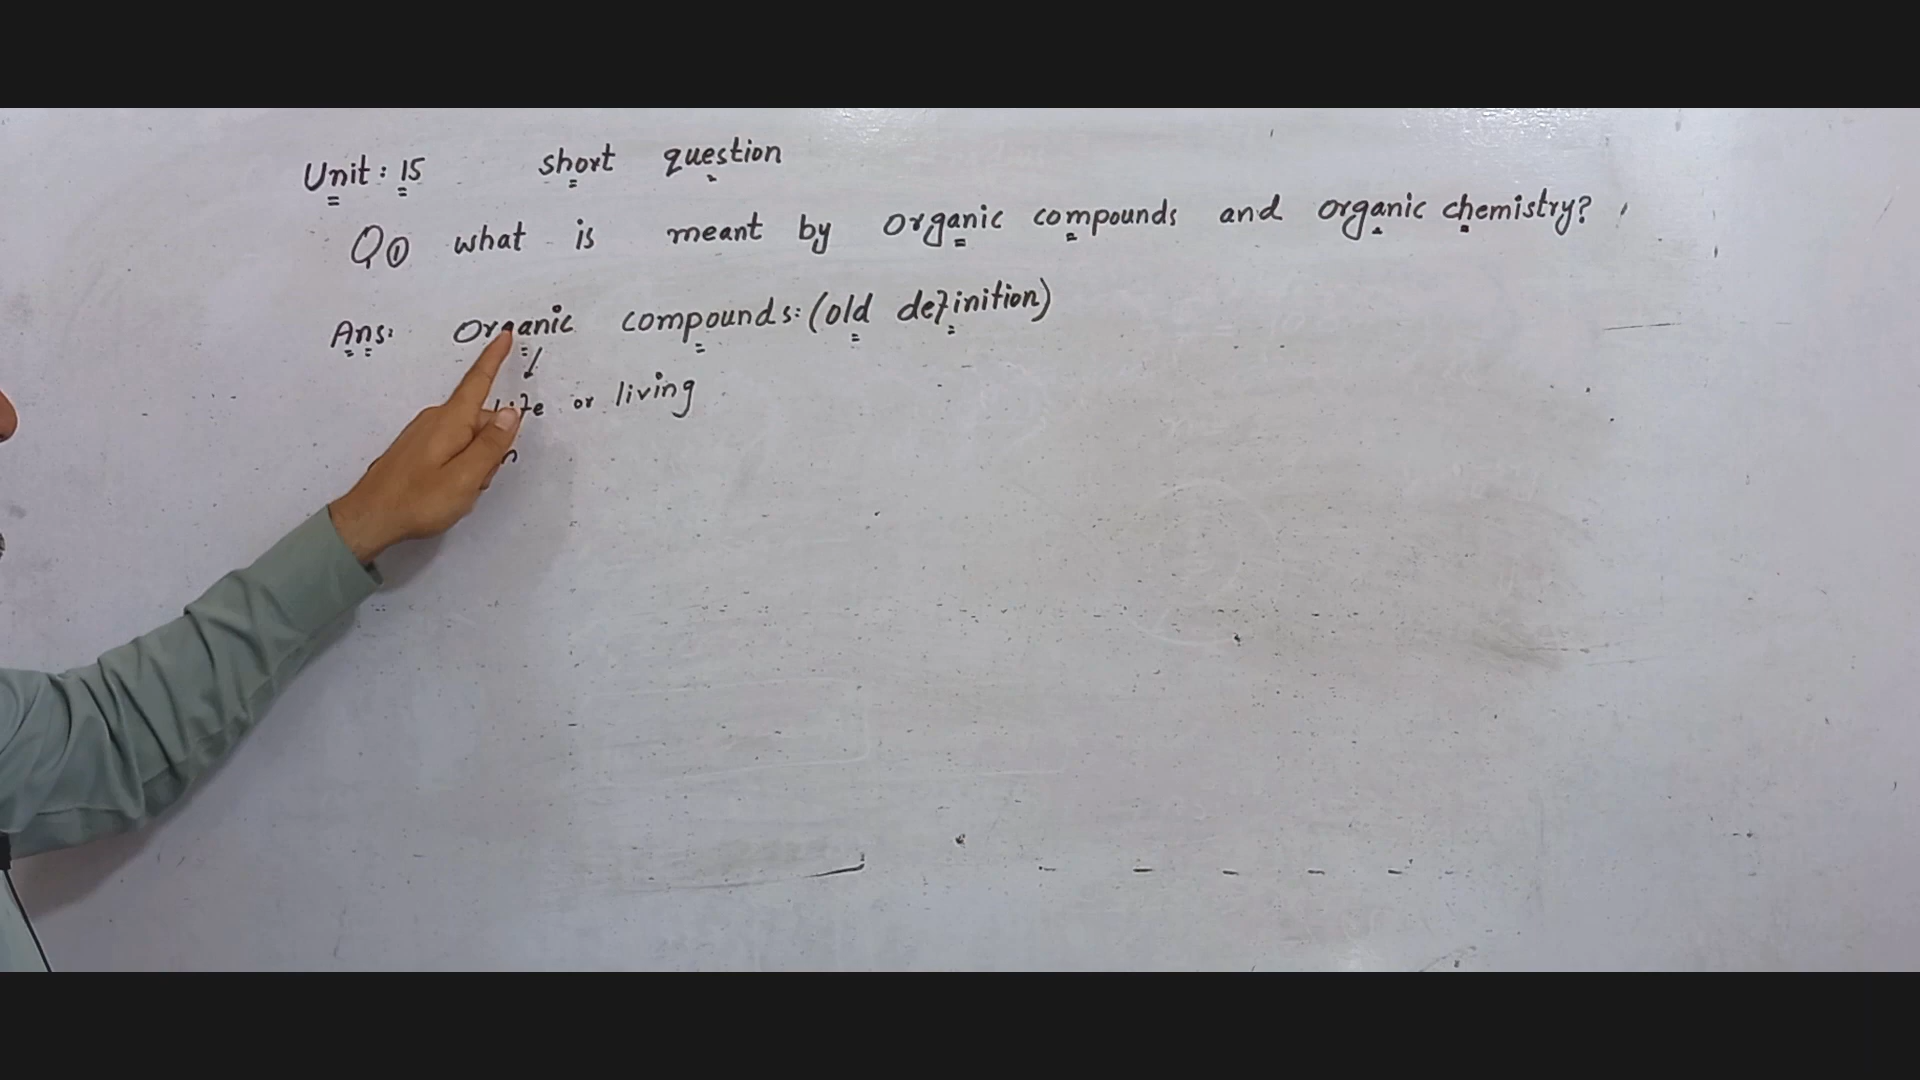 Unit: 15 short question
Q① what is meant by organic compounds and organic chemistry?
Ans: Organic compounds: (old definition)
life or living